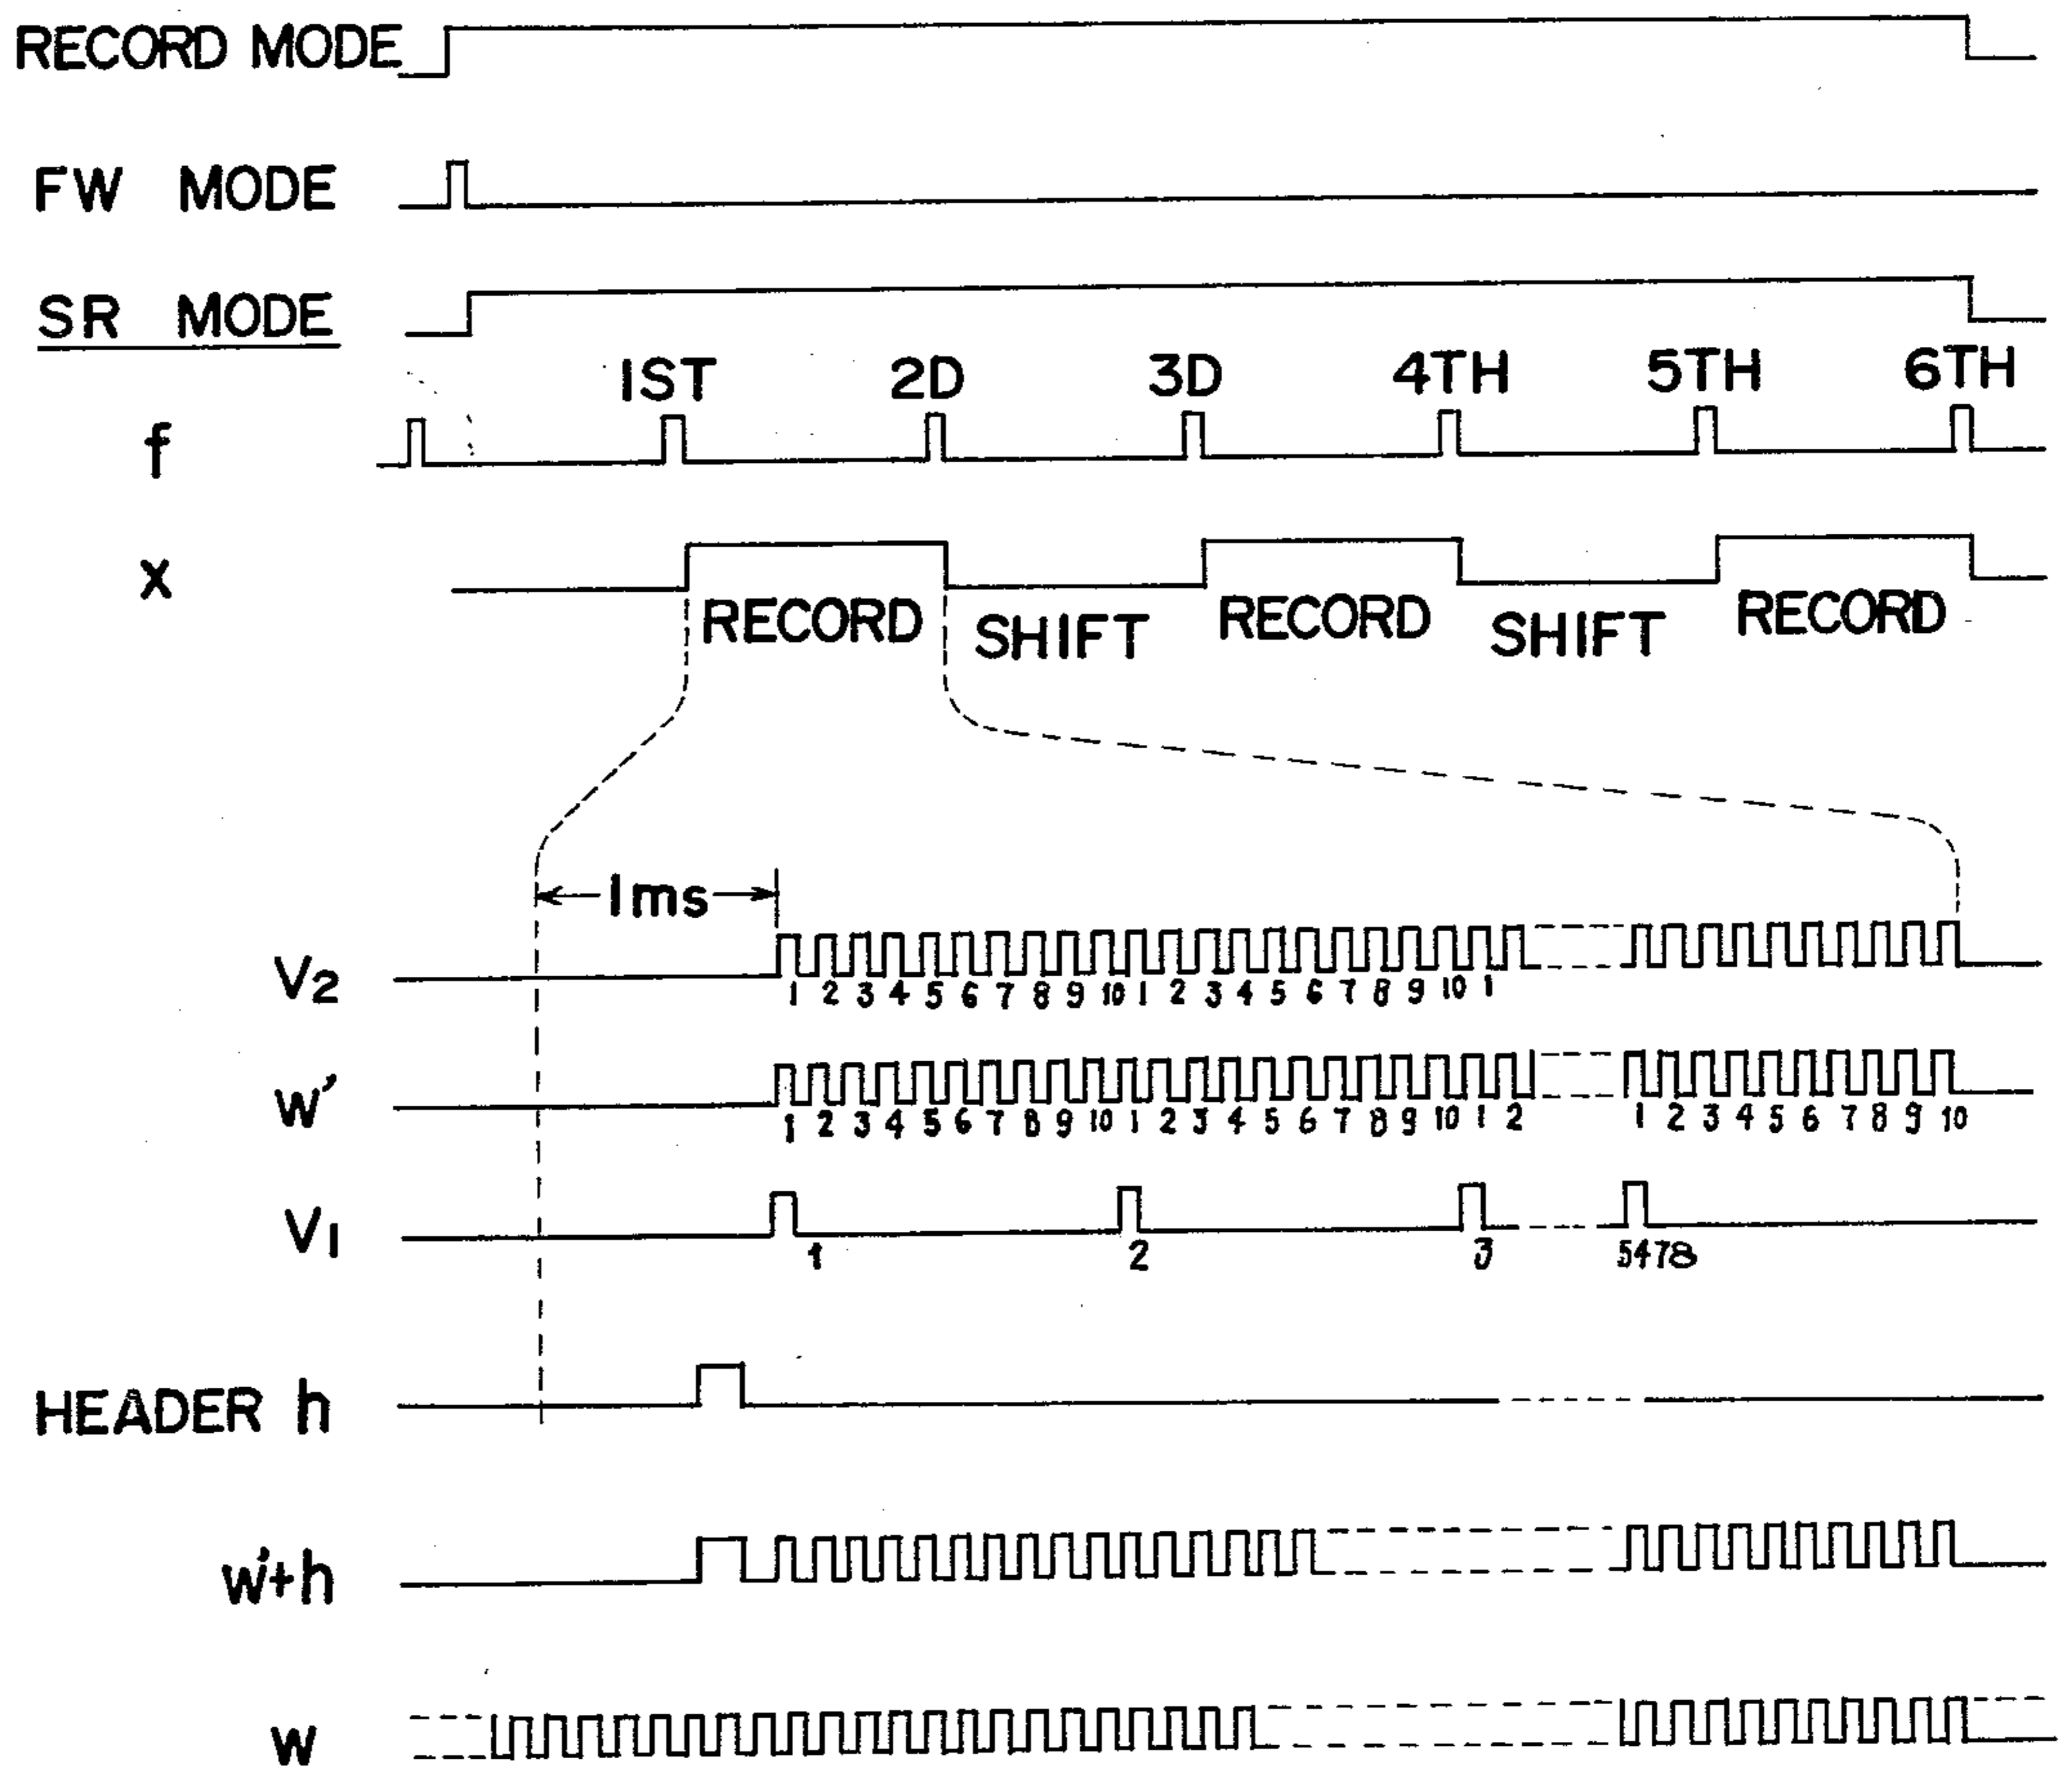 RECORD MODE
FW MODE
SR MODE
1ST 2D 3D 4TH 5TH 6TH
f
x
RECORD SHIFT RECORD SHIFT RECORD
1ms
V2
1 2 3 4 5 6 7 8 9 10 1 2 3 4 5 6 7 8 9 10 1
w'
1 2 3 4 5 6 7 8 9 10 1 2 3 4 5 6 7 8 9 10 1 2 1 2 3 4 5 6 7 8 9 10
V1
1 2 3 5478
HEADER h
w'+h
w